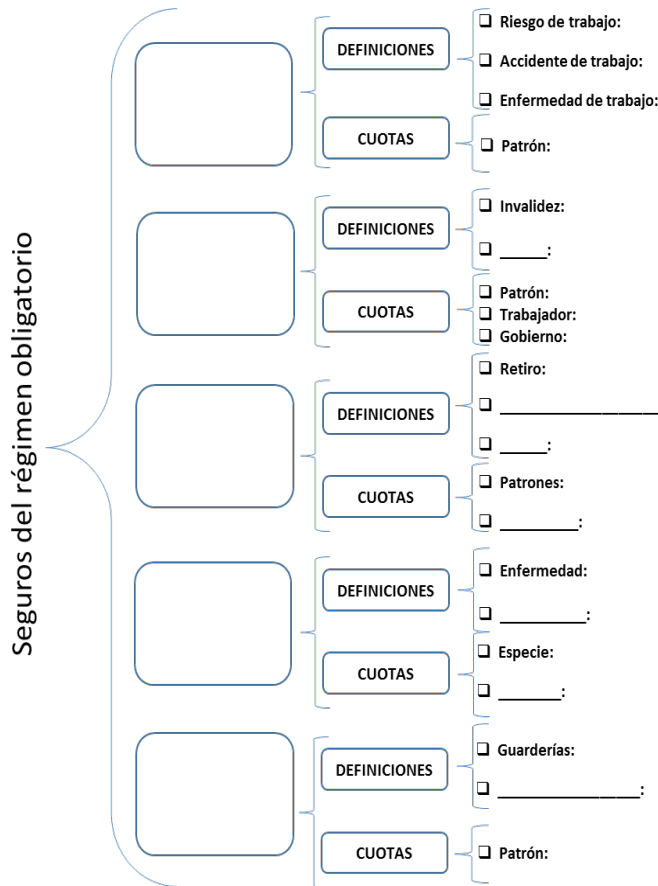 Seguros del régimen obligatorio
DEFINICIONES
❑ Riesgo de trabajo:
❑ Accidente de trabajo:
❑ Enfermedad de trabajo:
CUOTAS
❑ Patrón:
DEFINICIONES
❑ Invalidez:
❑ ______:
CUOTAS
❑ Patrón:
❑ Trabajador:
❑ Gobierno:
DEFINICIONES
❑ Retiro:
❑ ____________________
❑ ______:
CUOTAS
❑ Patrones:
❑ __________:
DEFINICIONES
❑ Enfermedad:
❑ ___________:
CUOTAS
❑ Especie:
❑ ________:
DEFINICIONES
❑ Guarderías:
❑ __________________:
CUOTAS
❑ Patrón: